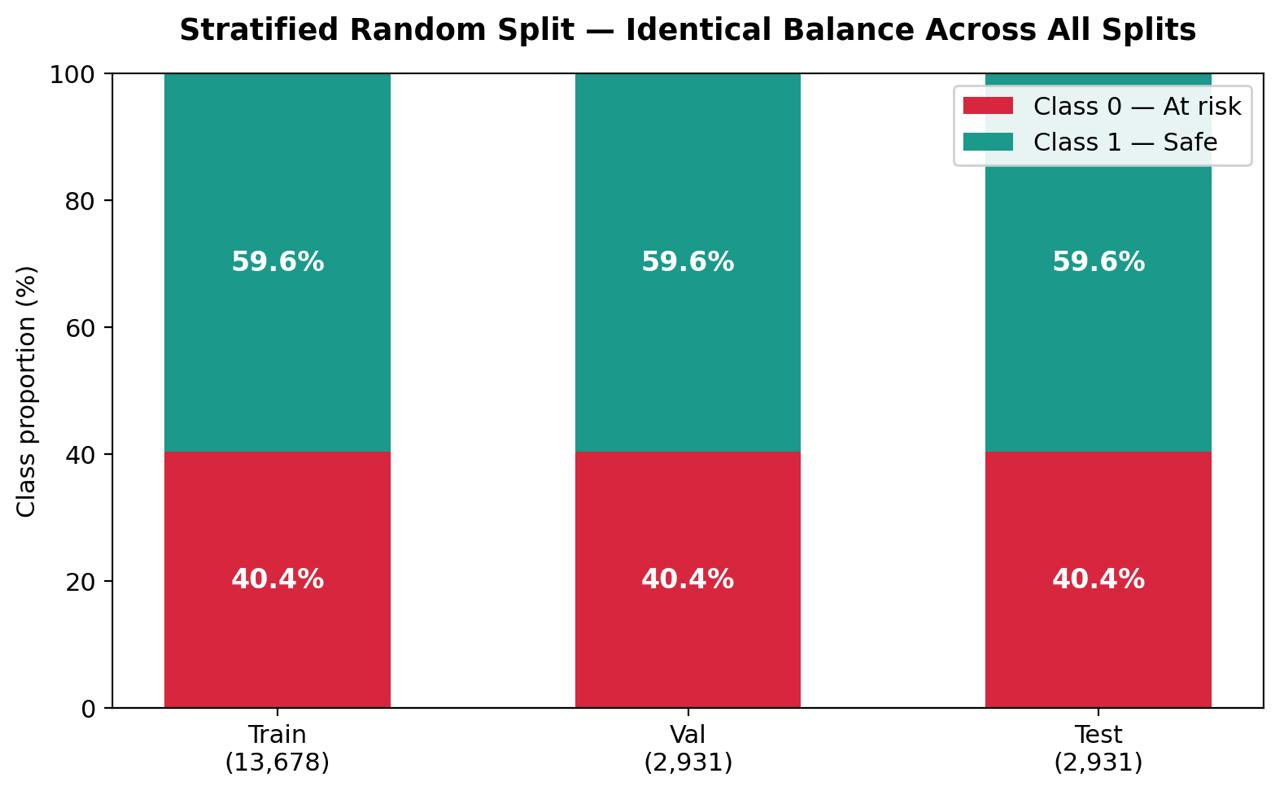 Stratified Random Split — Identical Balance Across All Splits
Class proportion (%)
100
80
60
40
20
0
Class 0 — At risk
Class 1 — Safe
59.6%
59.6%
59.6%
40.4%
40.4%
40.4%
Train
(13,678)
Val
(2,931)
Test
(2,931)